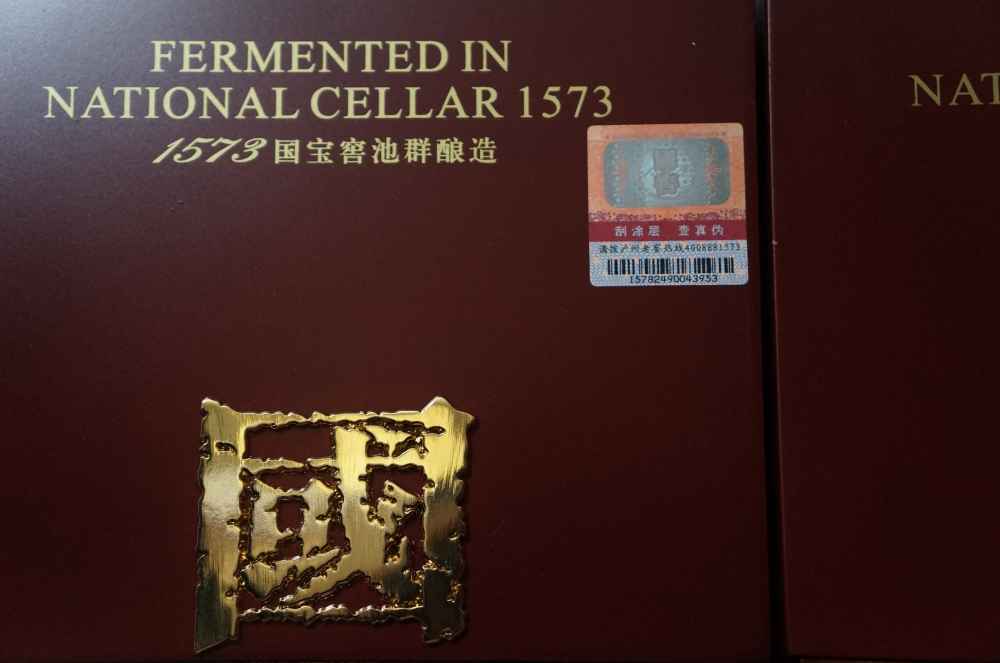 FERMENTED IN
NATIONAL CELLAR 1573
1573 国宝窖池群酿造
刮涂层 查真伪
请拨泸州老窖热线4008881573
15782490043953
國
NAT